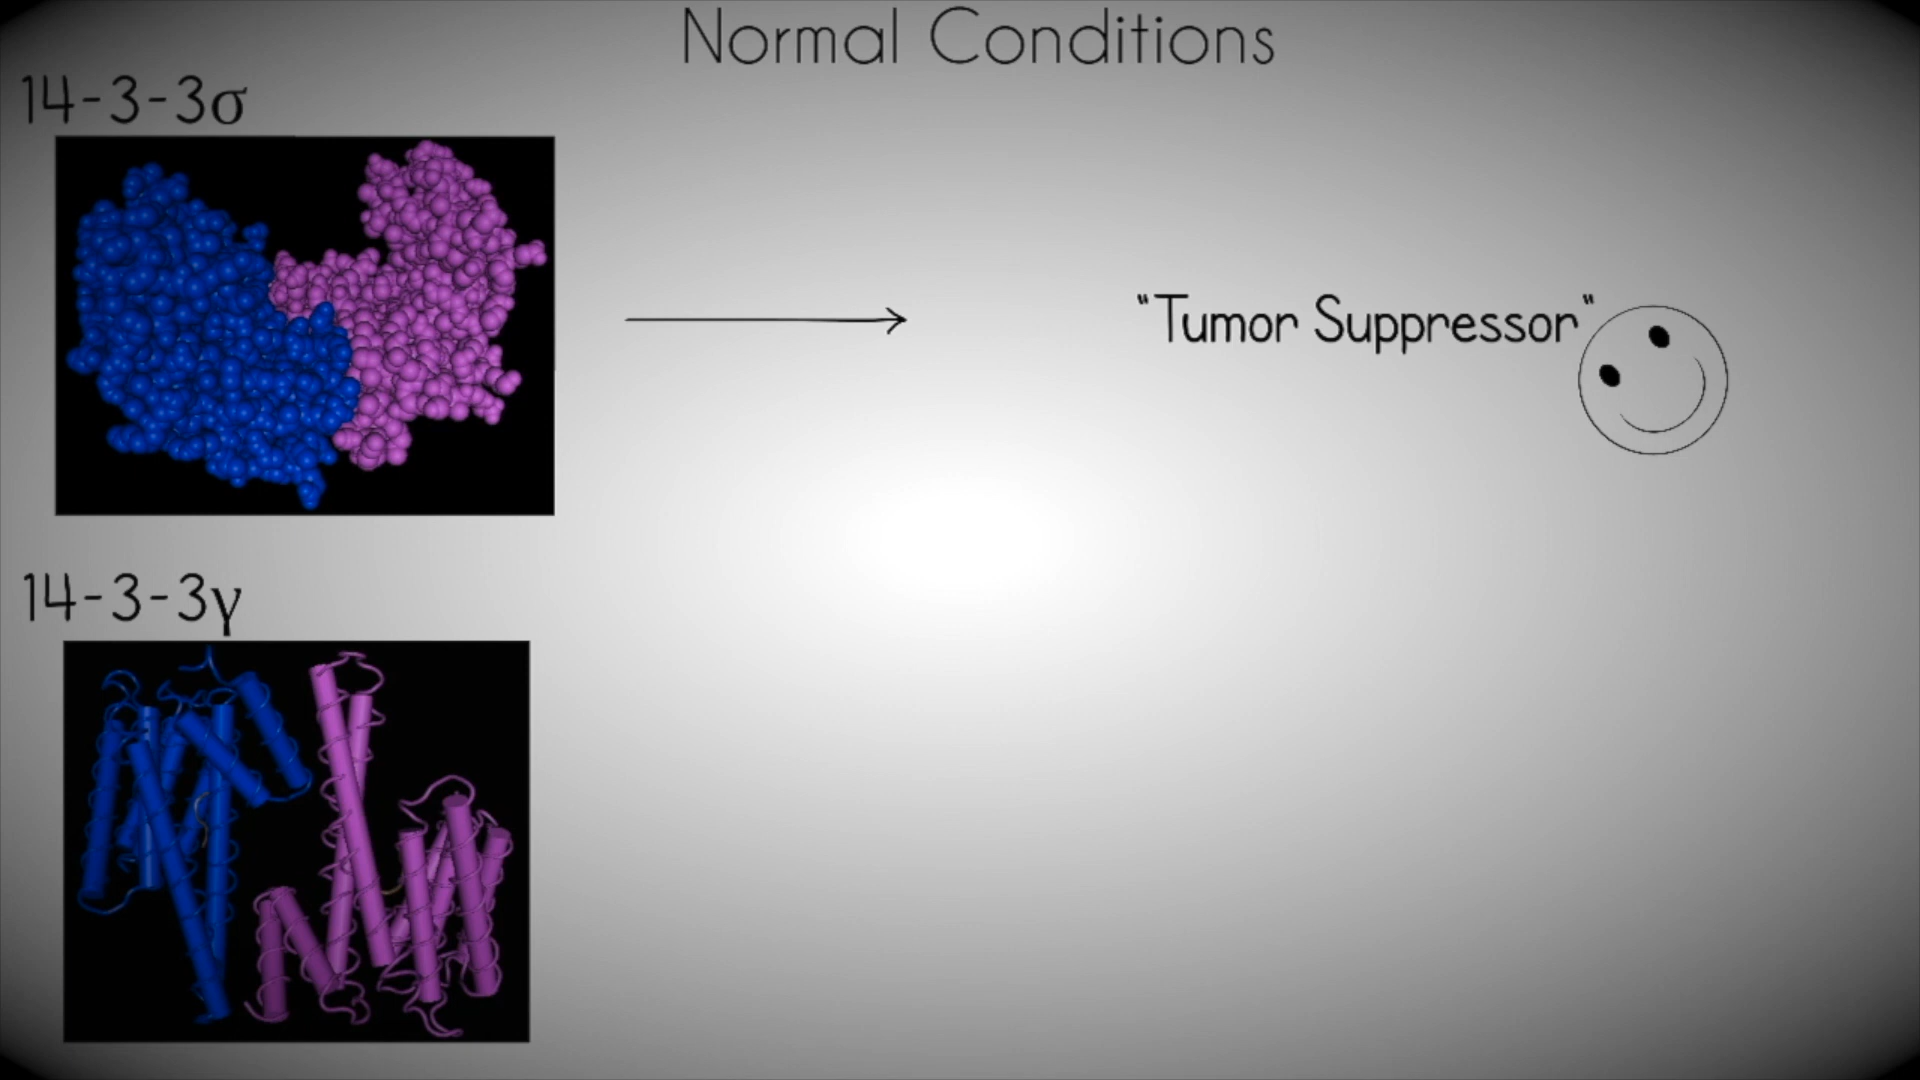 Normal Conditions
14-3-3σ
"Tumor Suppressor"
14-3-3γ